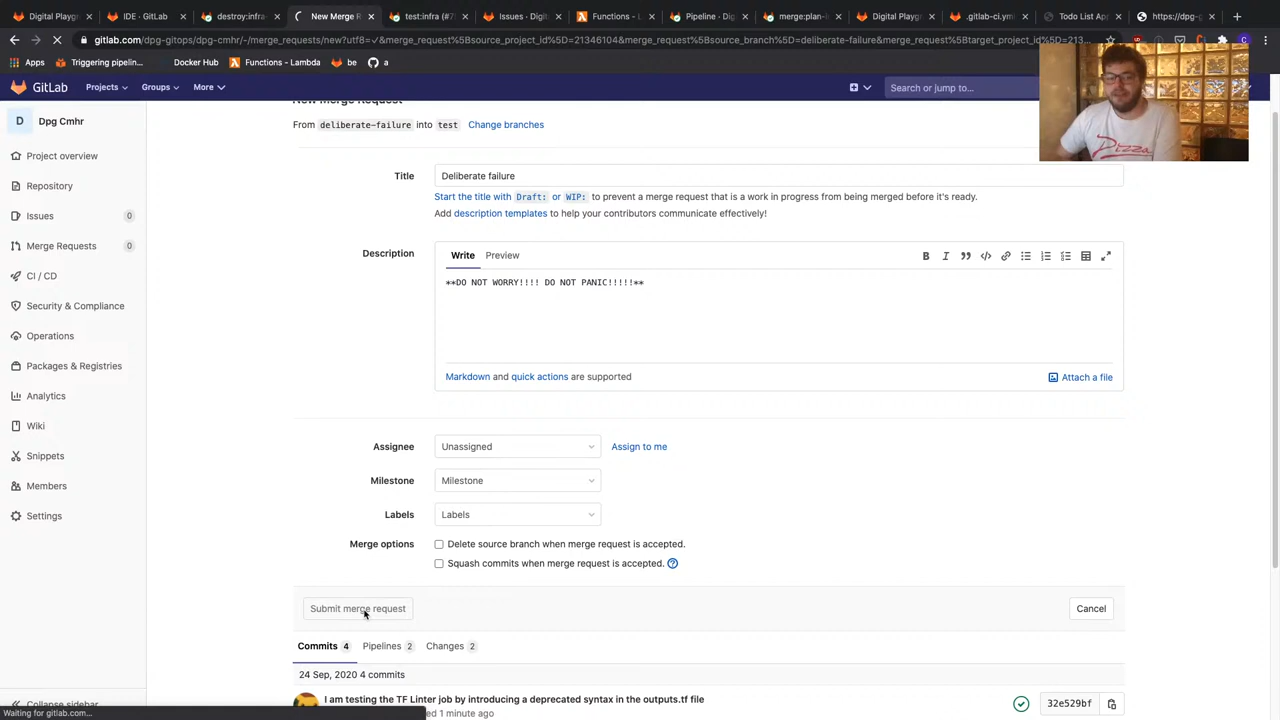 Digital Playgr
IDE · GitLab
destroy:infra
New Merge R
test:infra (#7
Issues · Digit
Functions - L
Pipeline · Dig
merge:plan-i
Digital Playgr
.gitlab-ci.ym
Todo List Ap
https://dpg-
gitlab.com/dpg-gitops/dpg-cmhr/-/merge_requests/new?utf8=✓&merge_request%5Bsource_project_id%5D=21346104&merge_request%5Bsource_branch%5D=deliberate-failure&merge_request%5Btarget_project_id%5D=213...
Apps
Triggering pipelin...
Docker Hub
Functions - Lambda
be
a
GitLab
Projects
Groups
More
Search or jump to...
New Merge Request
D
Dpg Cmhr
From deliberate-failure into test Change branches
Project overview
Repository
Issues 0
Merge Requests 0
CI / CD
Security & Compliance
Operations
Packages & Registries
Analytics
Wiki
Snippets
Members
Settings
Collapse sidebar
Title
Deliberate failure
Start the title with Draft: or WIP: to prevent a merge request that is a work in progress from being merged before it's ready.
Add description templates to help your contributors communicate effectively!
Description
Write Preview
**DO NOT WORRY!!!! DO NOT PANIC!!!!!**
Markdown and quick actions are supported
Attach a file
Assignee
Unassigned
Assign to me
Milestone
Milestone
Labels
Labels
Merge options
Delete source branch when merge request is accepted.
Squash commits when merge request is accepted.
Submit merge request
Cancel
Commits 4 Pipelines 2 Changes 2
24 Sep, 2020 4 commits
I am testing the TF Linter job by introducing a deprecated syntax in the outputs.tf file
ed 1 minute ago
32e529bf
Waiting for gitlab.com...
Pizza